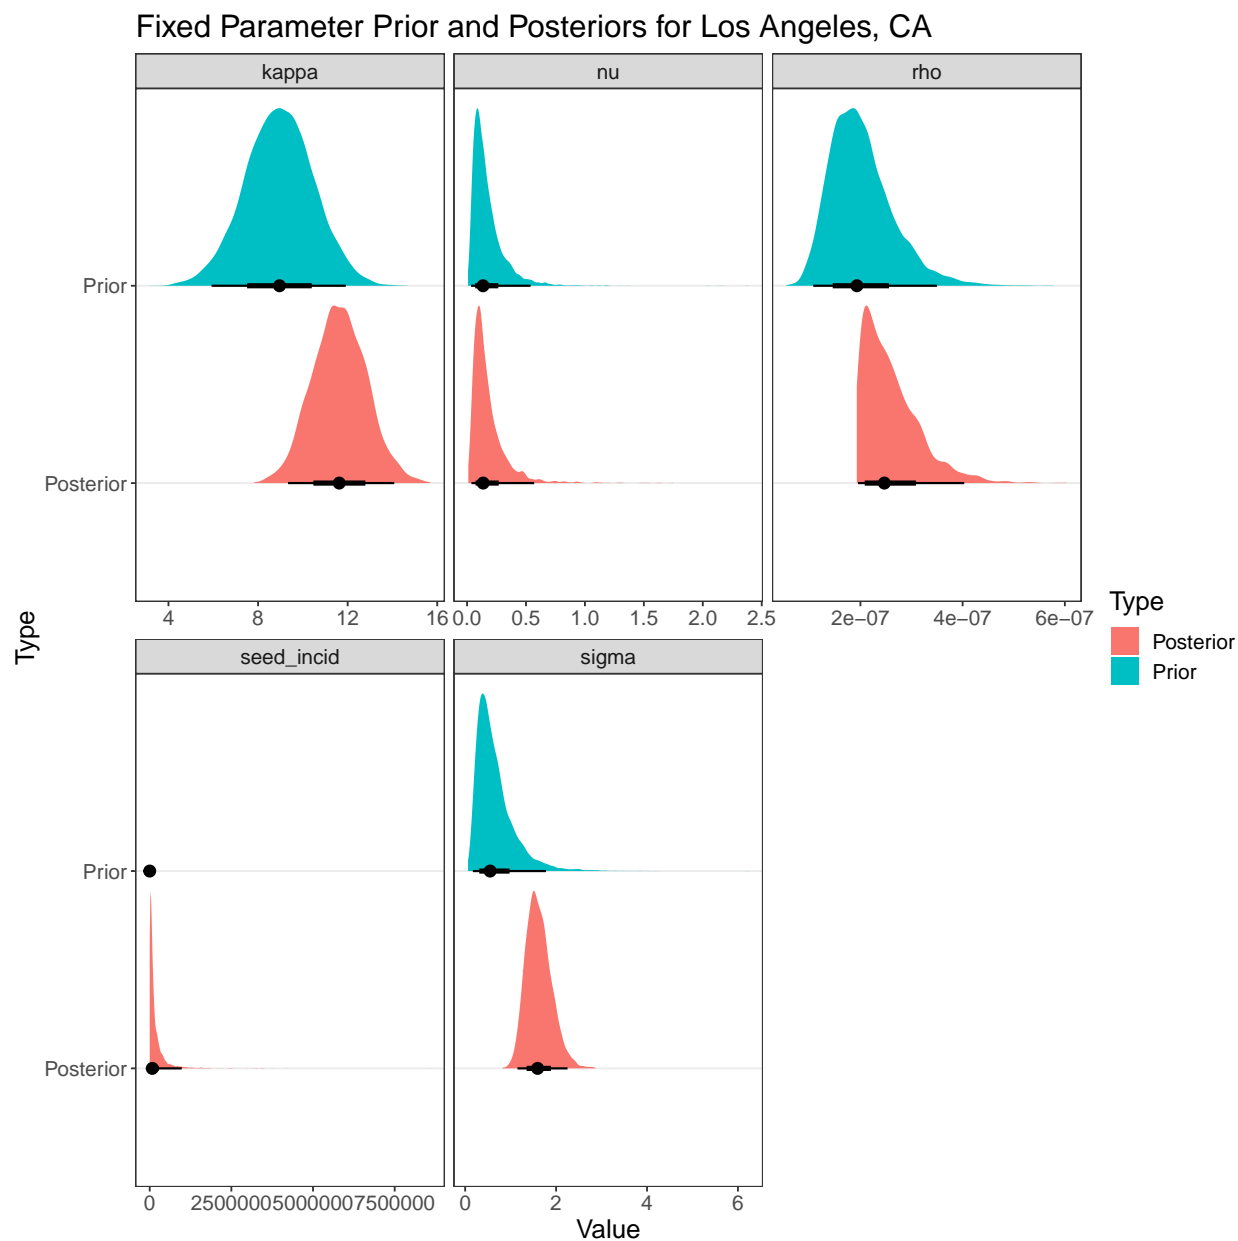 Fixed Parameter Prior and Posteriors for Los Angeles, CA
kappa nu rho
Prior
Posterior
4 8 12 16 0.0 0.5 1.0 1.5 2.0 2.5 2e−07 4e−07 6e−07
Type
Type
Posterior
Prior
seed_incid sigma
Prior
Posterior
0 2500000 5000000 7500000 0 2 4 6
Value